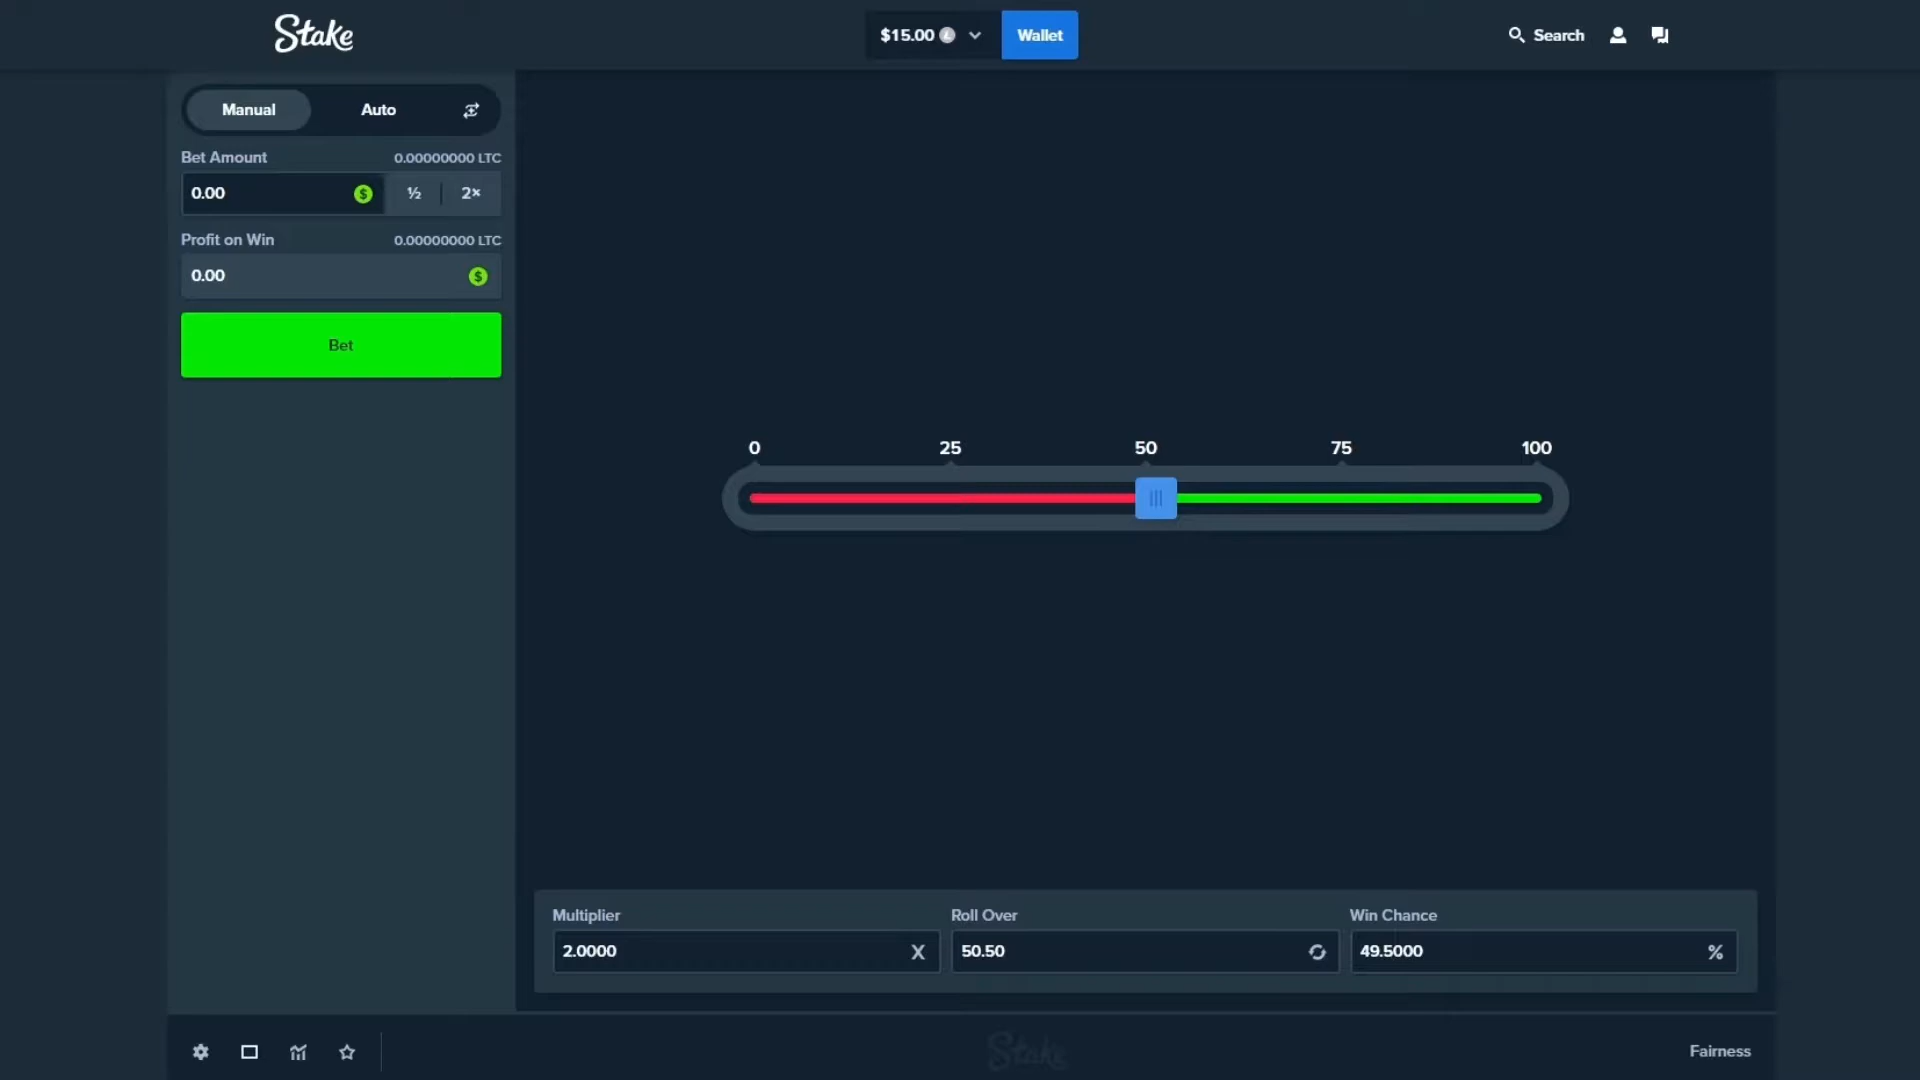 Stake
$15.00
Wallet
Search
Manual
Auto
Bet Amount
0.00000000 LTC
0.00
$
½
2×
Profit on Win
0.00000000 LTC
0.00
$
Bet
0
25
50
75
100
Multiplier
Roll Over
Win Chance
2.0000
X
50.50
49.5000
%
Stake
Fairness